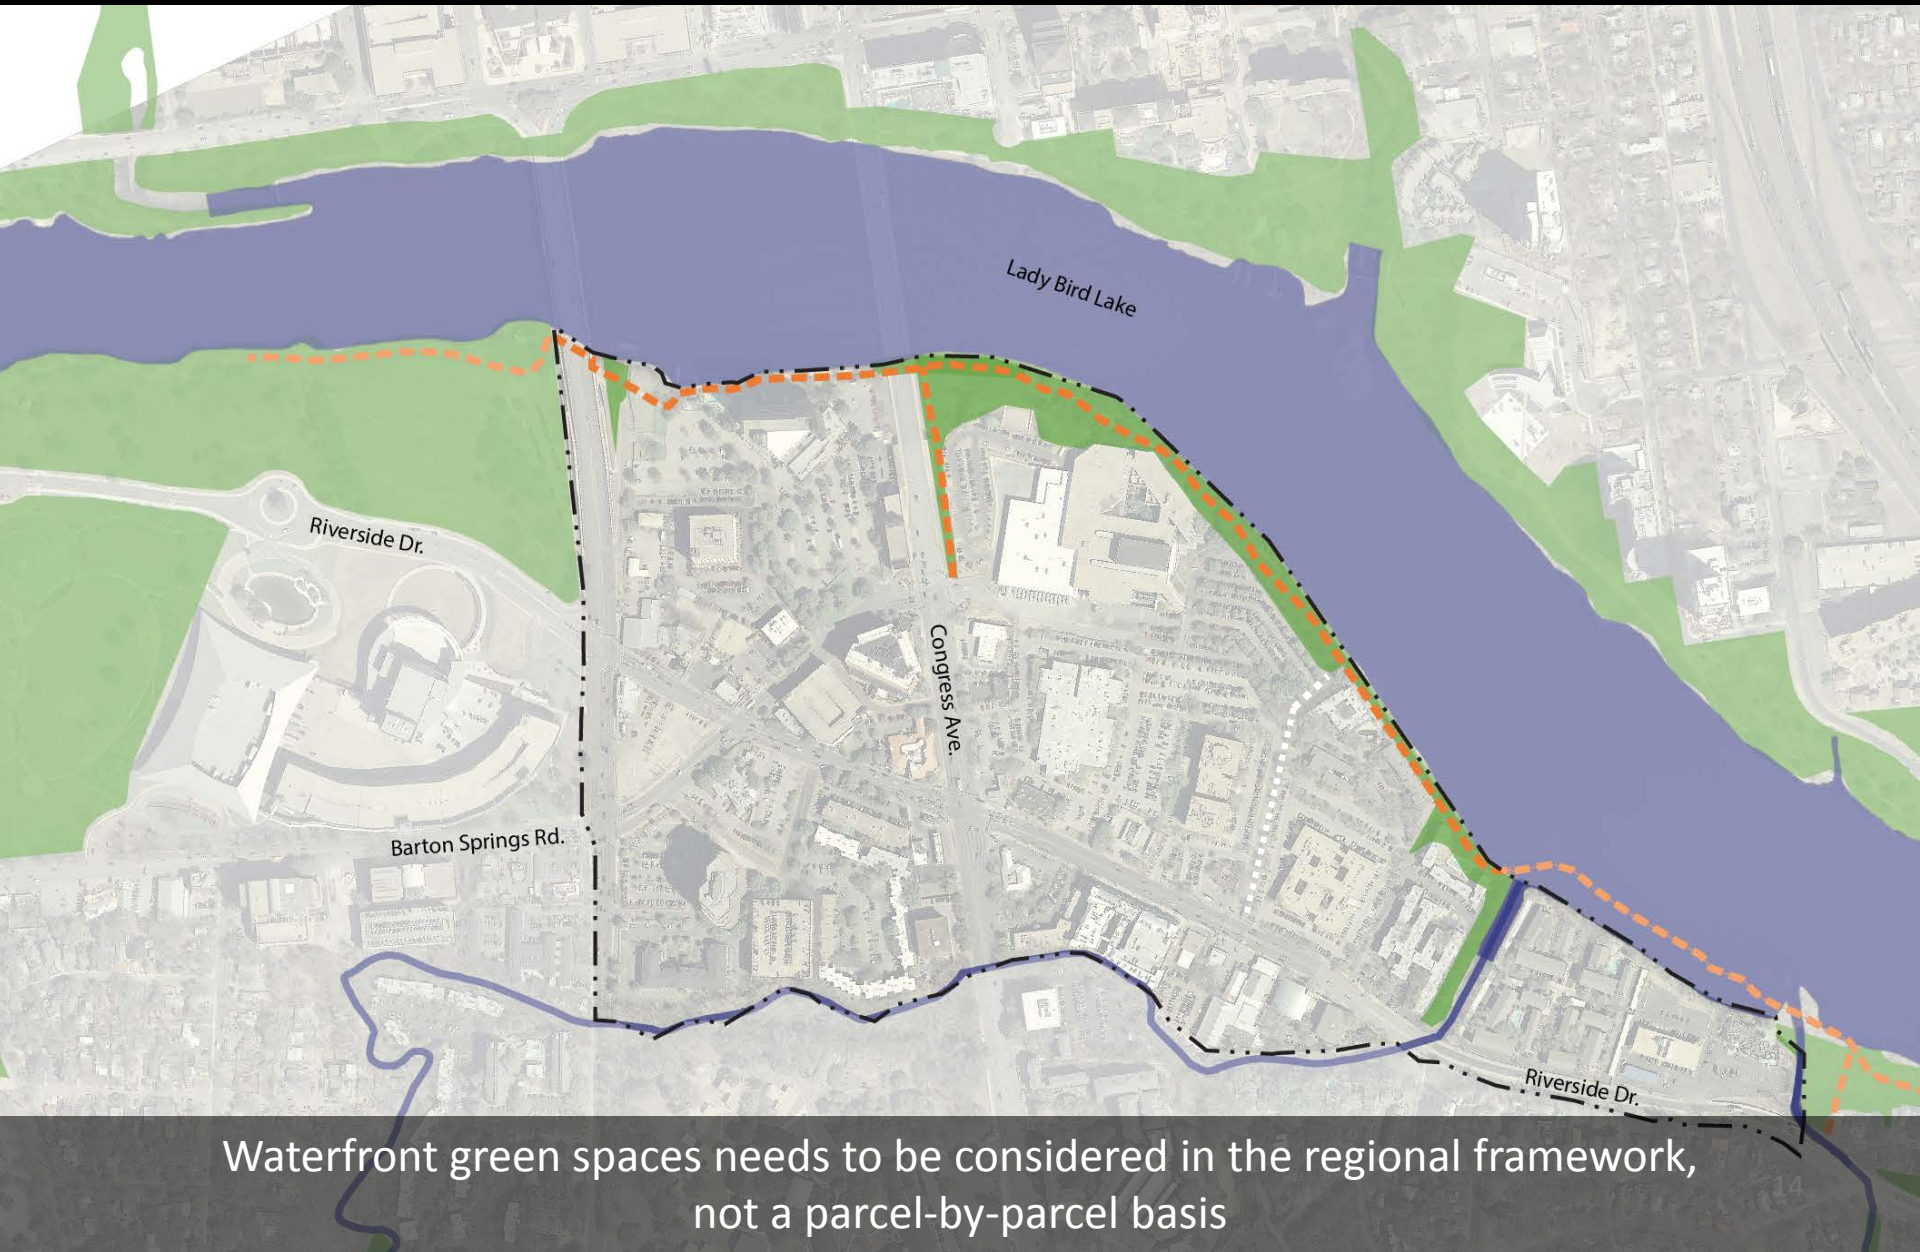 Lady Bird Lake
Riverside Dr.
Congress Ave.
Barton Springs Rd.
Riverside Dr.
Waterfront green spaces needs to be considered in the regional framework,
not a parcel-by-parcel basis
14